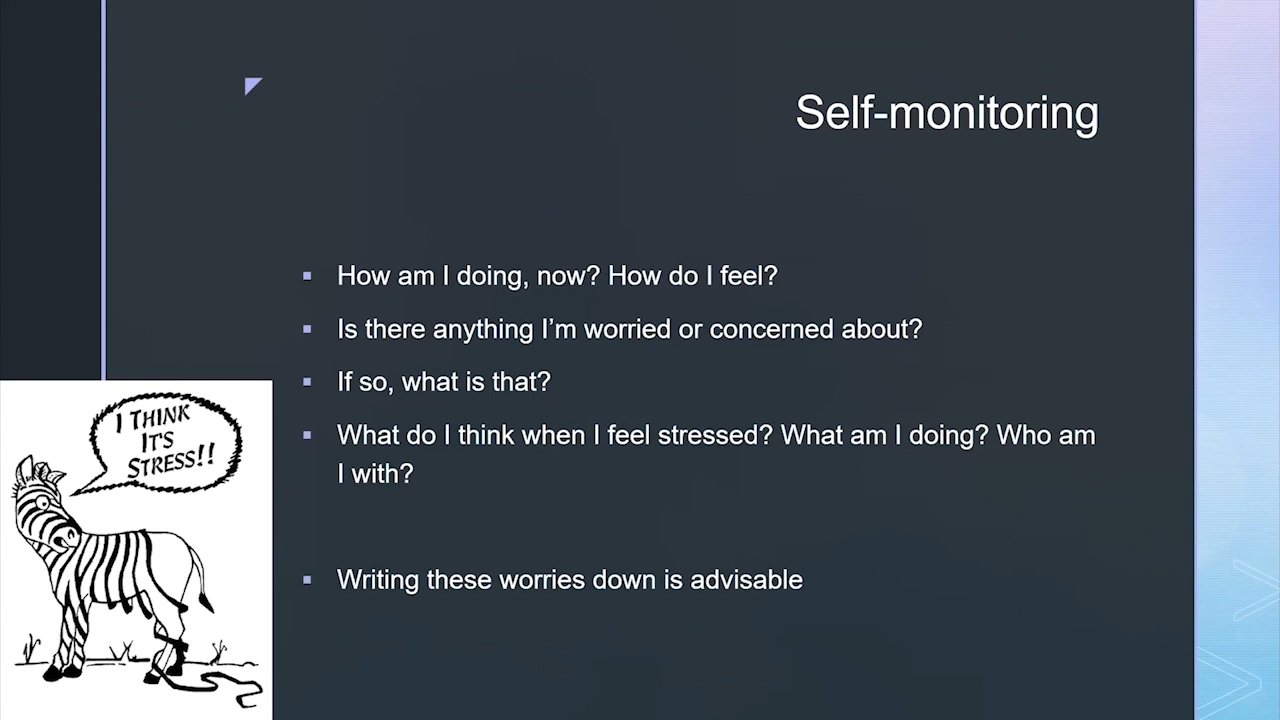 Self-monitoring
How am I doing, now? How do I feel?
Is there anything I’m worried or concerned about?
If so, what is that?
What do I think when I feel stressed? What am I doing? Who am
I with?
Writing these worries down is advisable
I THINK
IT'S
STRESS!!